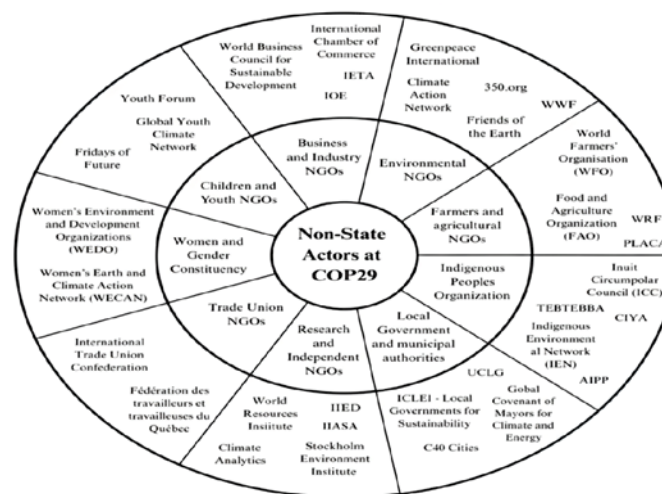 Non-State
Actors at
COP29
Business
and Industry
NGOs
Environmental
NGOs
Farmers and
agricultural
NGOs
Indigenous
Peoples
Organization
Local
Government
and municipal
authorities
Research
and
Independent
NGOs
Trade Union
NGOs
Women and
Gender
Constituency
Children and
Youth NGOs
World Business
Council for
Sustainable
Development
International
Chamber of
Commerce
IETA
IOE
Greenpeace
International
350.org
Climate
Action
Network
WWF
Friends of
the Earth
World
Farmers'
Organisation
(WFO)
Food and
Agriculture
Organization
(FAO)
WRF
PLACA
Inuit
Circumpolar
Council (ICC)
TEBTEBBA
CIYA
Indigenous
Environment
al Network
(IEN)
AIPP
UCLG
ICLEI - Local
Governments for
Sustainability
Gobal
Covenant of
Mayors for
Climate and
Energy
C40 Cities
World
Resources
Institute
IIED
IIASA
Climate
Analytics
Stockholm
Environment
Institute
International
Trade Union
Confederation
Fédération des
travailleurs et
travailleuses du
Québec
Women's Environment
and Development
Organizations
(WEDO)
Women's Earth and
Climate Action
Network (WECAN)
Youth Forum
Global Youth
Climate
Network
Fridays of
Future